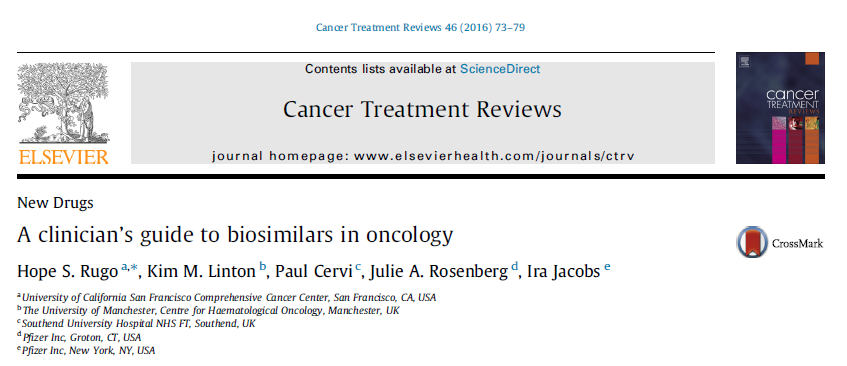 Cancer Treatment Reviews 46 (2016) 73–79
Contents lists available at ScienceDirect
Cancer Treatment Reviews
journal homepage: www.elsevierhealth.com/journals/ctrv
ELSEVIER
cancer
TREATMENT
REVIEWS
New Drugs
A clinician's guide to biosimilars in oncology
CrossMark
Hope S. Rugo a,*, Kim M. Linton b, Paul Cervi c, Julie A. Rosenberg d, Ira Jacobs e
a University of California San Francisco Comprehensive Cancer Center, San Francisco, CA, USA
b The University of Manchester, Centre for Haematological Oncology, Manchester, UK
c Southend University Hospital NHS FT, Southend, UK
d Pfizer Inc, Groton, CT, USA
e Pfizer Inc, New York, NY, USA